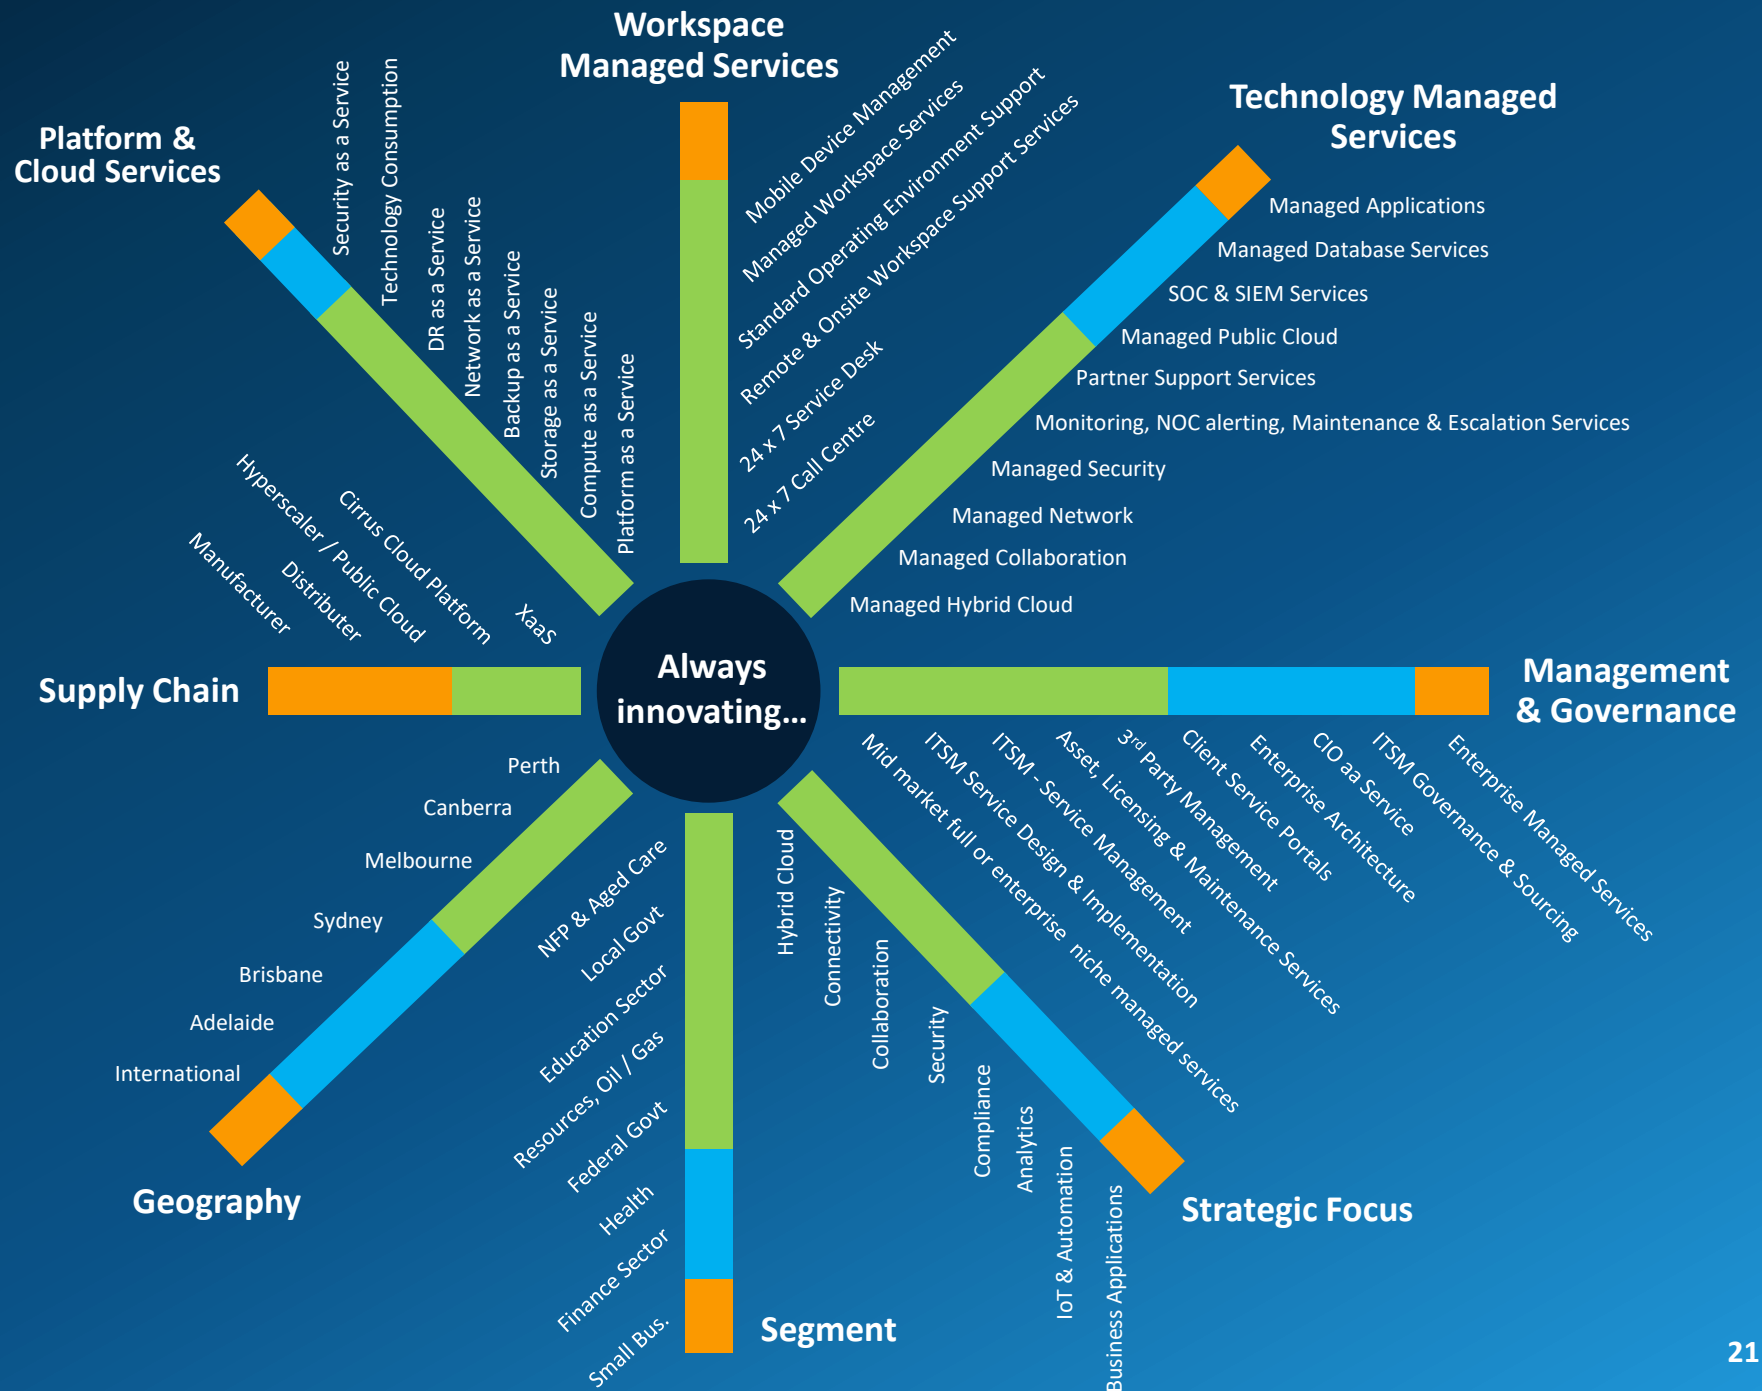 Workspace
Managed Services
Mobile Device Management
Managed Workspace Services
Standard Operating Environment Support
Remote & Onsite Workspace Support Services
24 x 7 Service Desk
24 x 7 Call Centre
Technology Managed
Services
Managed Applications
Managed Database Services
SOC & SIEM Services
Managed Public Cloud
Partner Support Services
Monitoring, NOC alerting, Maintenance & Escalation Services
Managed Security
Managed Network
Managed Collaboration
Managed Hybrid Cloud
Platform &
Cloud Services
Security as a Service
Technology Consumption
DR as a Service
Network as a Service
Backup as a Service
Storage as a Service
Compute as a Service
Platform as a Service
Supply Chain
Manufacturer
Distributer
Hyperscaler / Public Cloud
Cirrus Cloud Platform
XaaS
Always
innovating...
Management
& Governance
Mid market full or enterprise niche managed services
ITSM Service Design & Implementation
ITSM - Service Management
Asset, Licensing & Maintenance Services
3rd Party Management
Client Service Portals
Enterprise Architecture
CIO aa Service
ITSM Governance & Sourcing
Enterprise Managed Services
Perth
Canberra
Melbourne
Sydney
Brisbane
Adelaide
International
Geography
NFP & Aged Care
Local Govt
Education Sector
Resources, Oil / Gas
Federal Govt
Health
Finance Sector
Small Bus.
Segment
Hybrid Cloud
Connectivity
Collaboration
Security
Compliance
Analytics
IoT & Automation
Business Applications
Strategic Focus
21